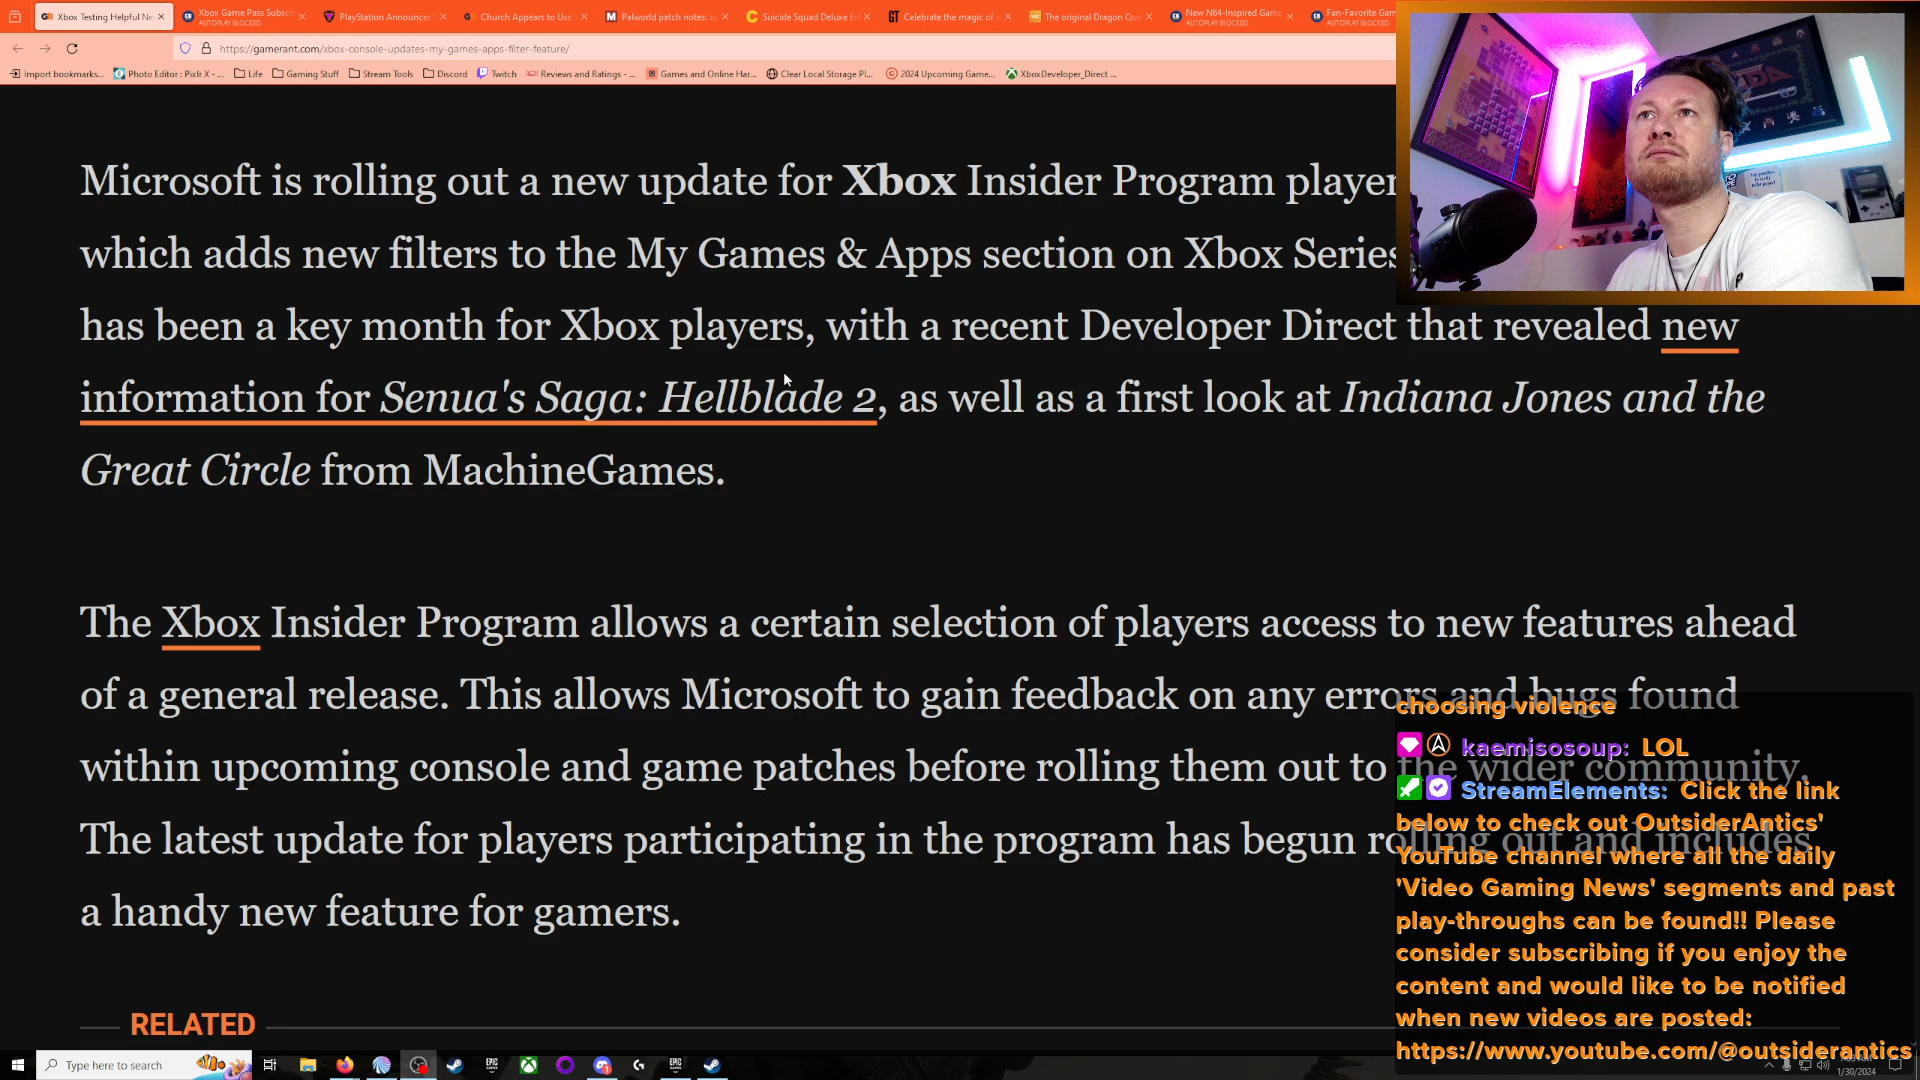 Xbox Testing Helpful Ne
Xbox Game Pass Subscri
AUTOPLAY BLOCKED
PlayStation Announces
Church Appears to Use
Palworld patch notes: u
Suicide Squad Deluxe Ed
Celebrate the magic of
The original Dragon Qu
New N64-Inspired Game
AUTOPLAY BLOCKED
Fan-Favorite Gam
AUTOPLAY BLOCKED
https://gamerant.com/xbox-console-updates-my-games-apps-filter-feature/
Import bookmarks...
Photo Editor : Pixlr X - ...
Life
Gaming Stuff
Stream Tools
Discord
Twitch
Reviews and Ratings - ...
Games and Online Har...
Clear Local Storage Pl...
2024 Upcoming Game...
XboxDeveloper_Direct ...
Microsoft is rolling out a new update for Xbox Insider Program player
which adds new filters to the My Games & Apps section on Xbox Series
has been a key month for Xbox players, with a recent Developer Direct that revealed new
information for Senua's Saga: Hellblade 2, as well as a first look at Indiana Jones and the
Great Circle from MachineGames.
The Xbox Insider Program allows a certain selection of players access to new features ahead
of a general release. This allows Microsoft to gain feedback on any errors and bugs found
within upcoming console and game patches before rolling them out to the wider community.
The latest update for players participating in the program has begun rolling out and includes
a handy new feature for gamers.
RELATED
choosing violence
kaemisosoup: LOL
StreamElements: Click the link
below to check out OutsiderAntics'
YouTube channel where all the daily
'Video Gaming News' segments and past
play-throughs can be found!! Please
consider subscribing if you enjoy the
content and would like to be notified
when new videos are posted:
https://www.youtube.com/@outsiderantics
Type here to search
1/30/2024